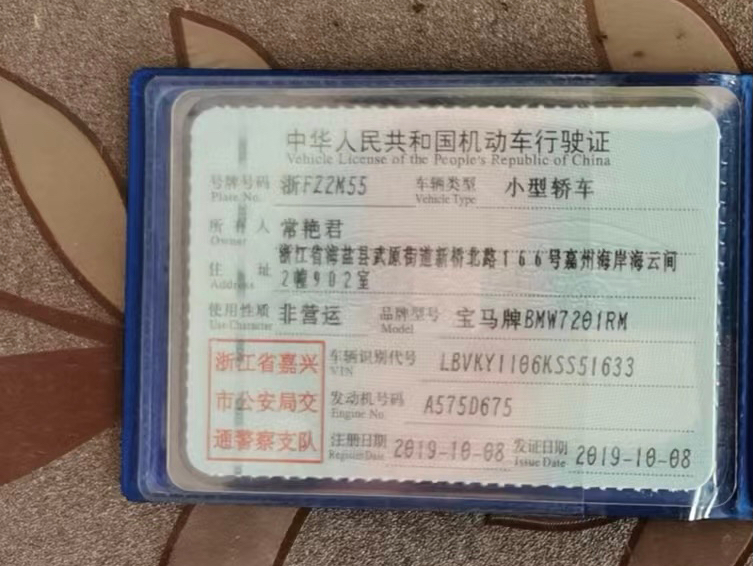 中华人民共和国机动车行驶证
Vehicle License of the People's Republic of China
号牌号码 浙FZ2M55 车辆类型 小型轿车
Plate No. Vehicle Type
所有人 常艳君
Owner
住址 浙江省海盐县武原街道新桥北路166号嘉州海岸海云间
Address 2幢902室
使用性质 非营运 品牌型号 宝马牌BMW7201RM
Use Character Model
浙江省嘉兴 车辆识别代号 LBVKY1106KSS51633
VIN
市公安局交 发动机号码 A575D675
Engine No.
通警察支队 注册日期 2019-10-08 发证日期 2019-10-08
Register Date Issue Date